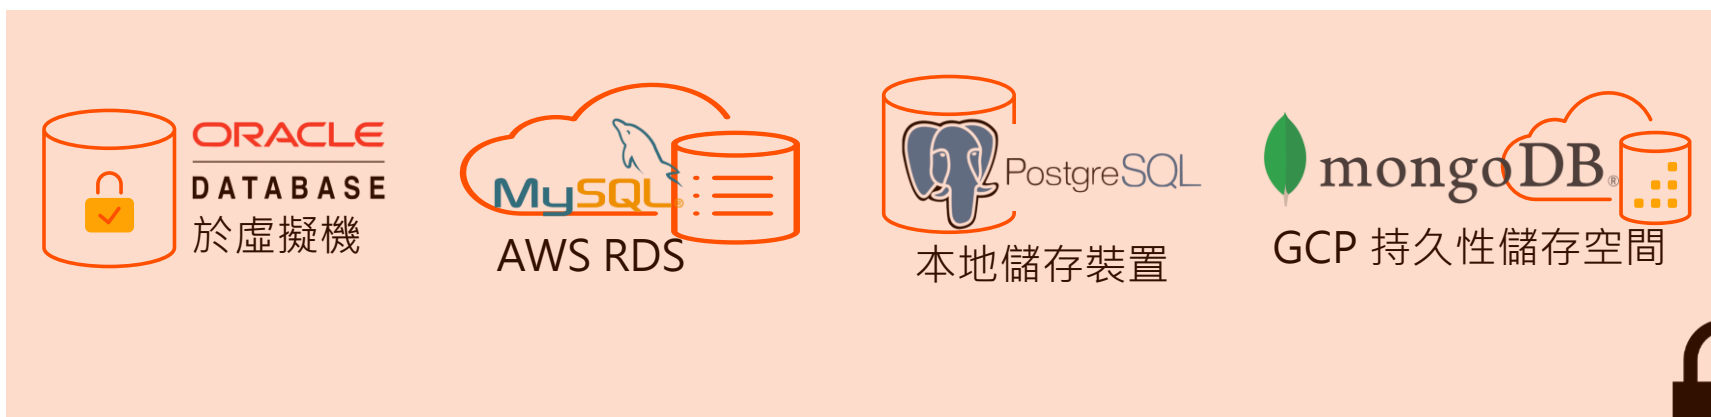 ORACLE
DATABASE
於虛擬機
MySQL®
AWS RDS
PostgreSQL
本地儲存裝置
mongoDB®
GCP 持久性儲存空間